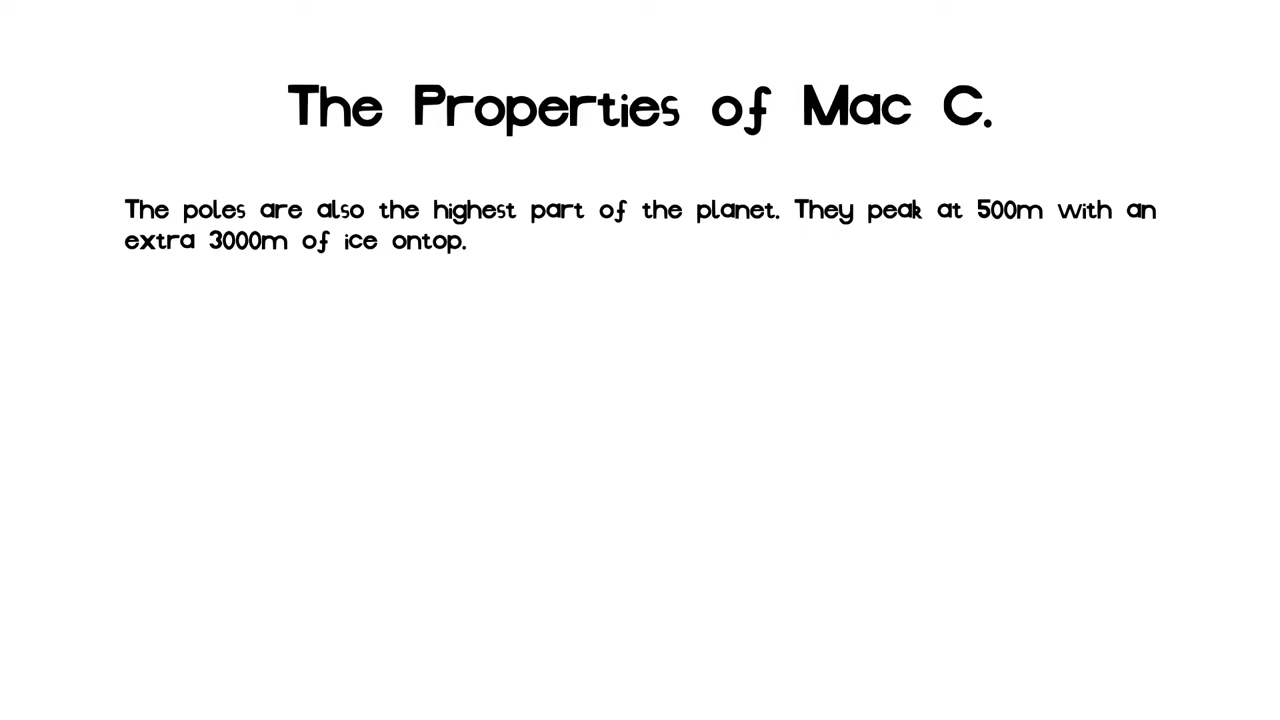 The Properties of Mac C.
The poles are also the highest part of the planet. They peak at 500m with an
extra 3000m of ice ontop.